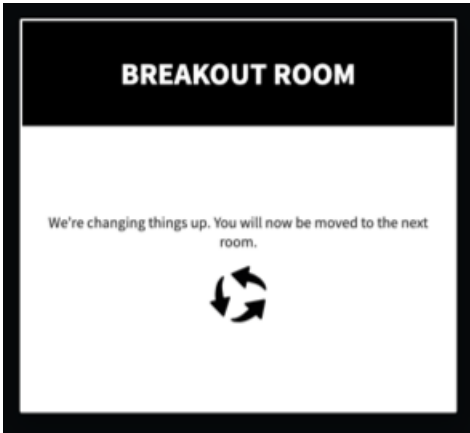 BREAKOUT ROOM
We're changing things up. You will now be moved to the next
room.